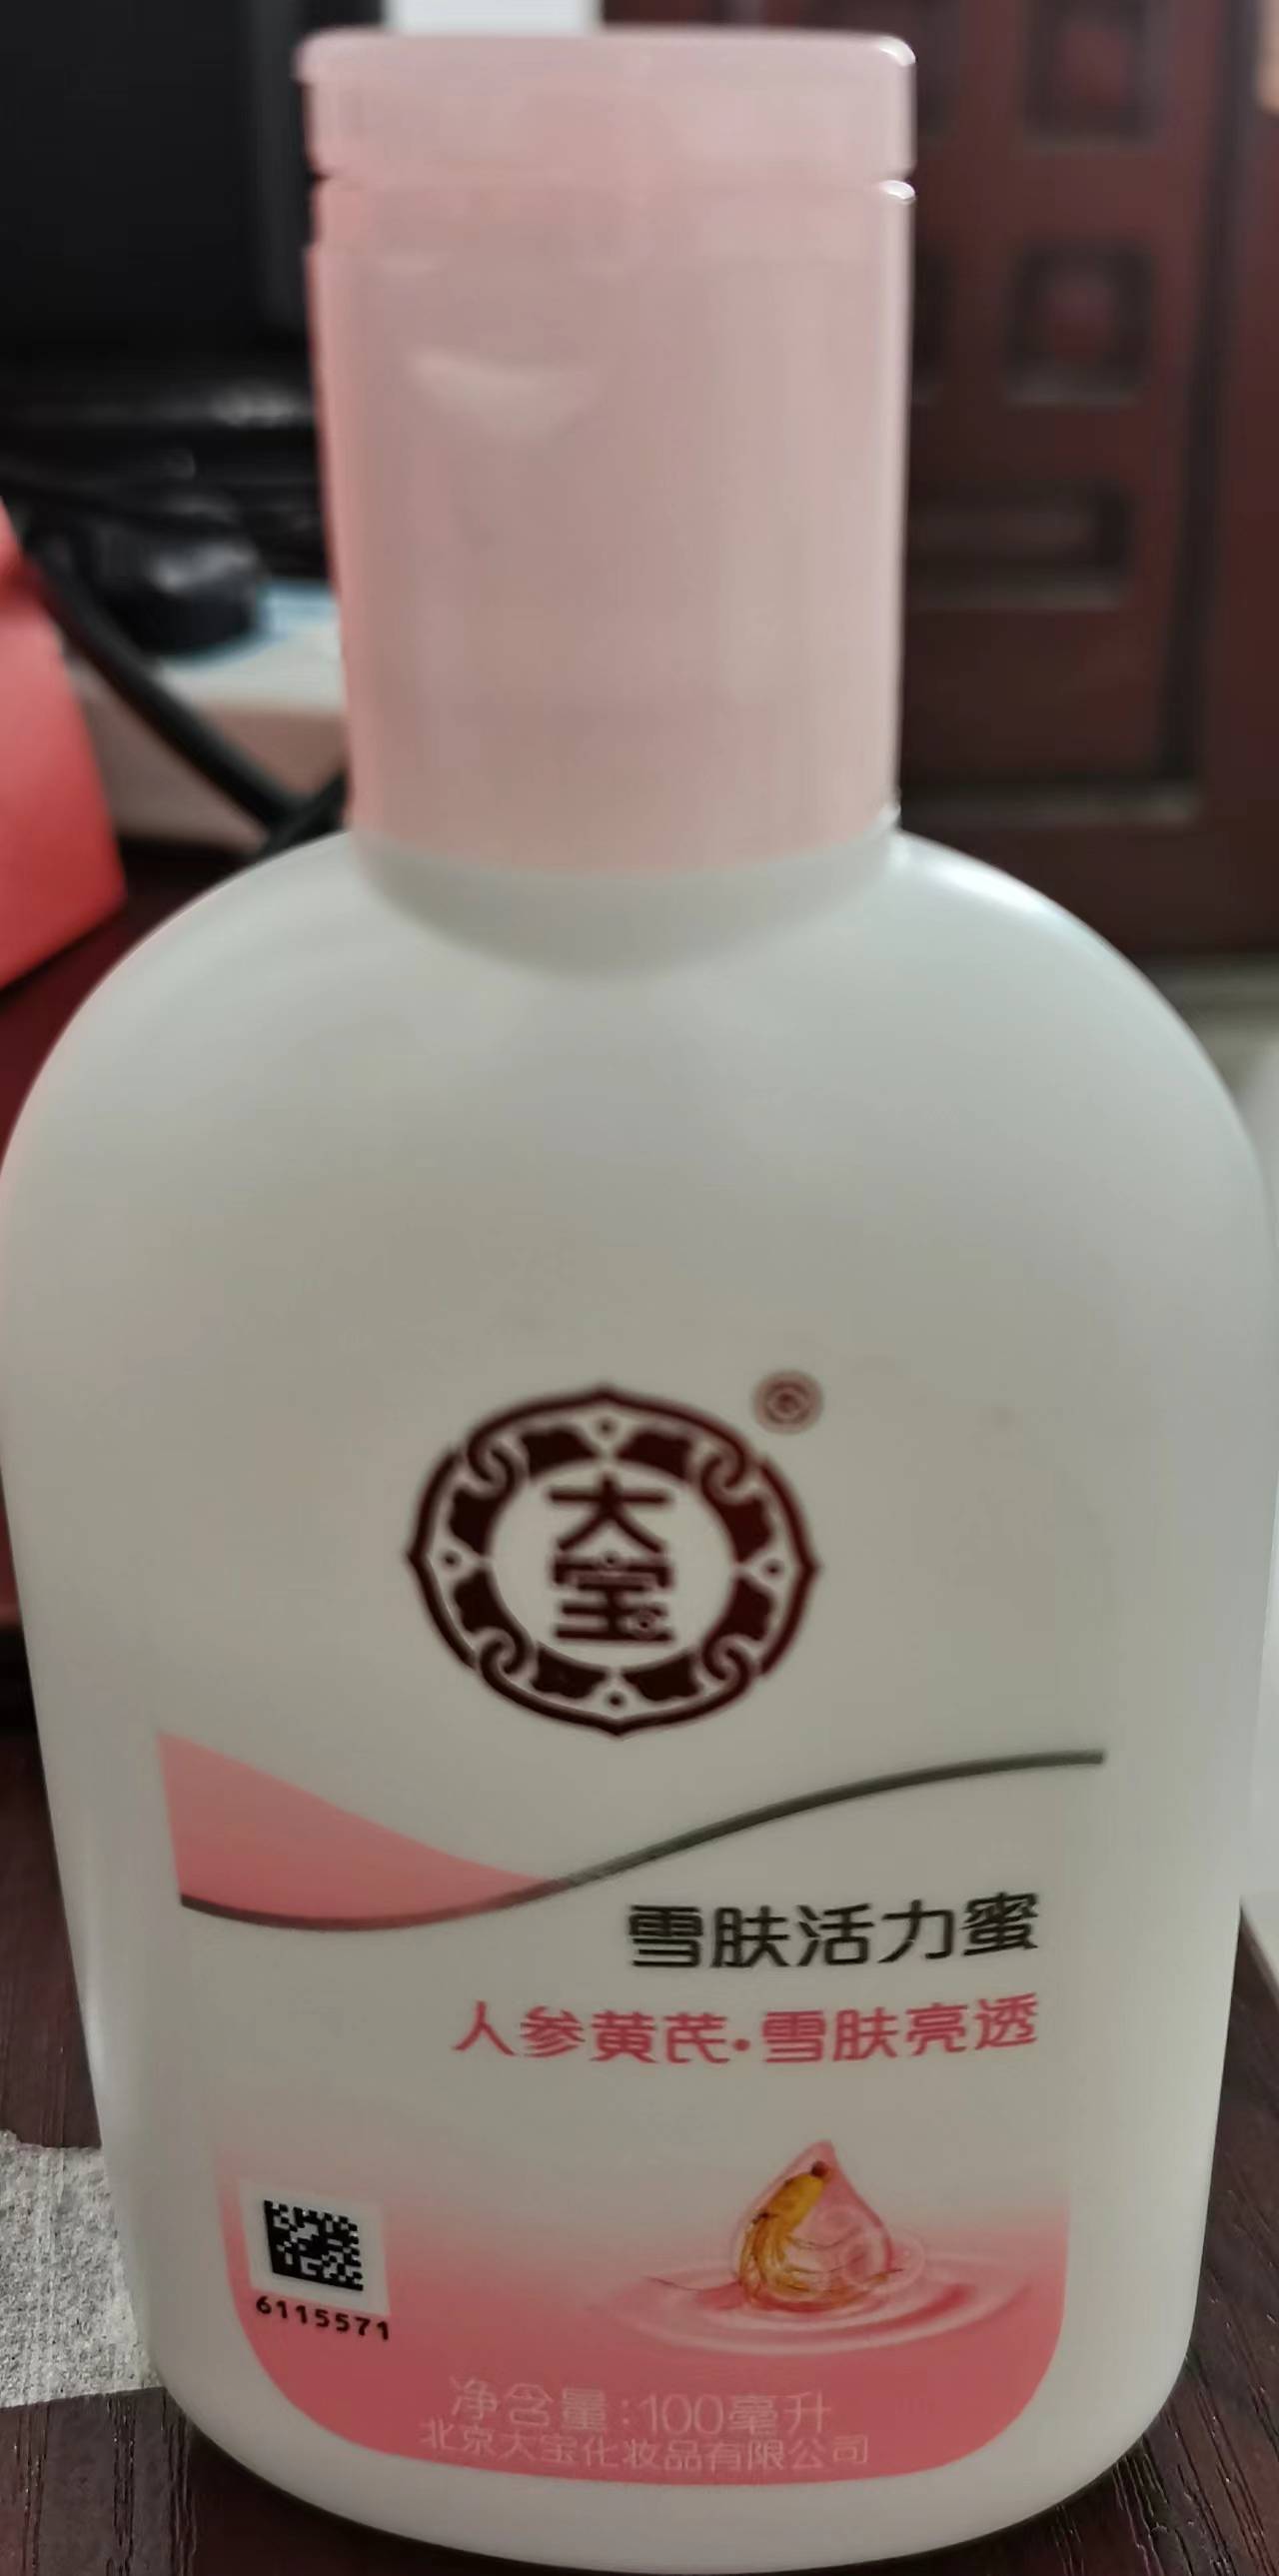 大宝
雪肤活力蜜
人参黄芪·雪肤亮透
6115571
净含量:100毫升
北京大宝化妆品有限公司